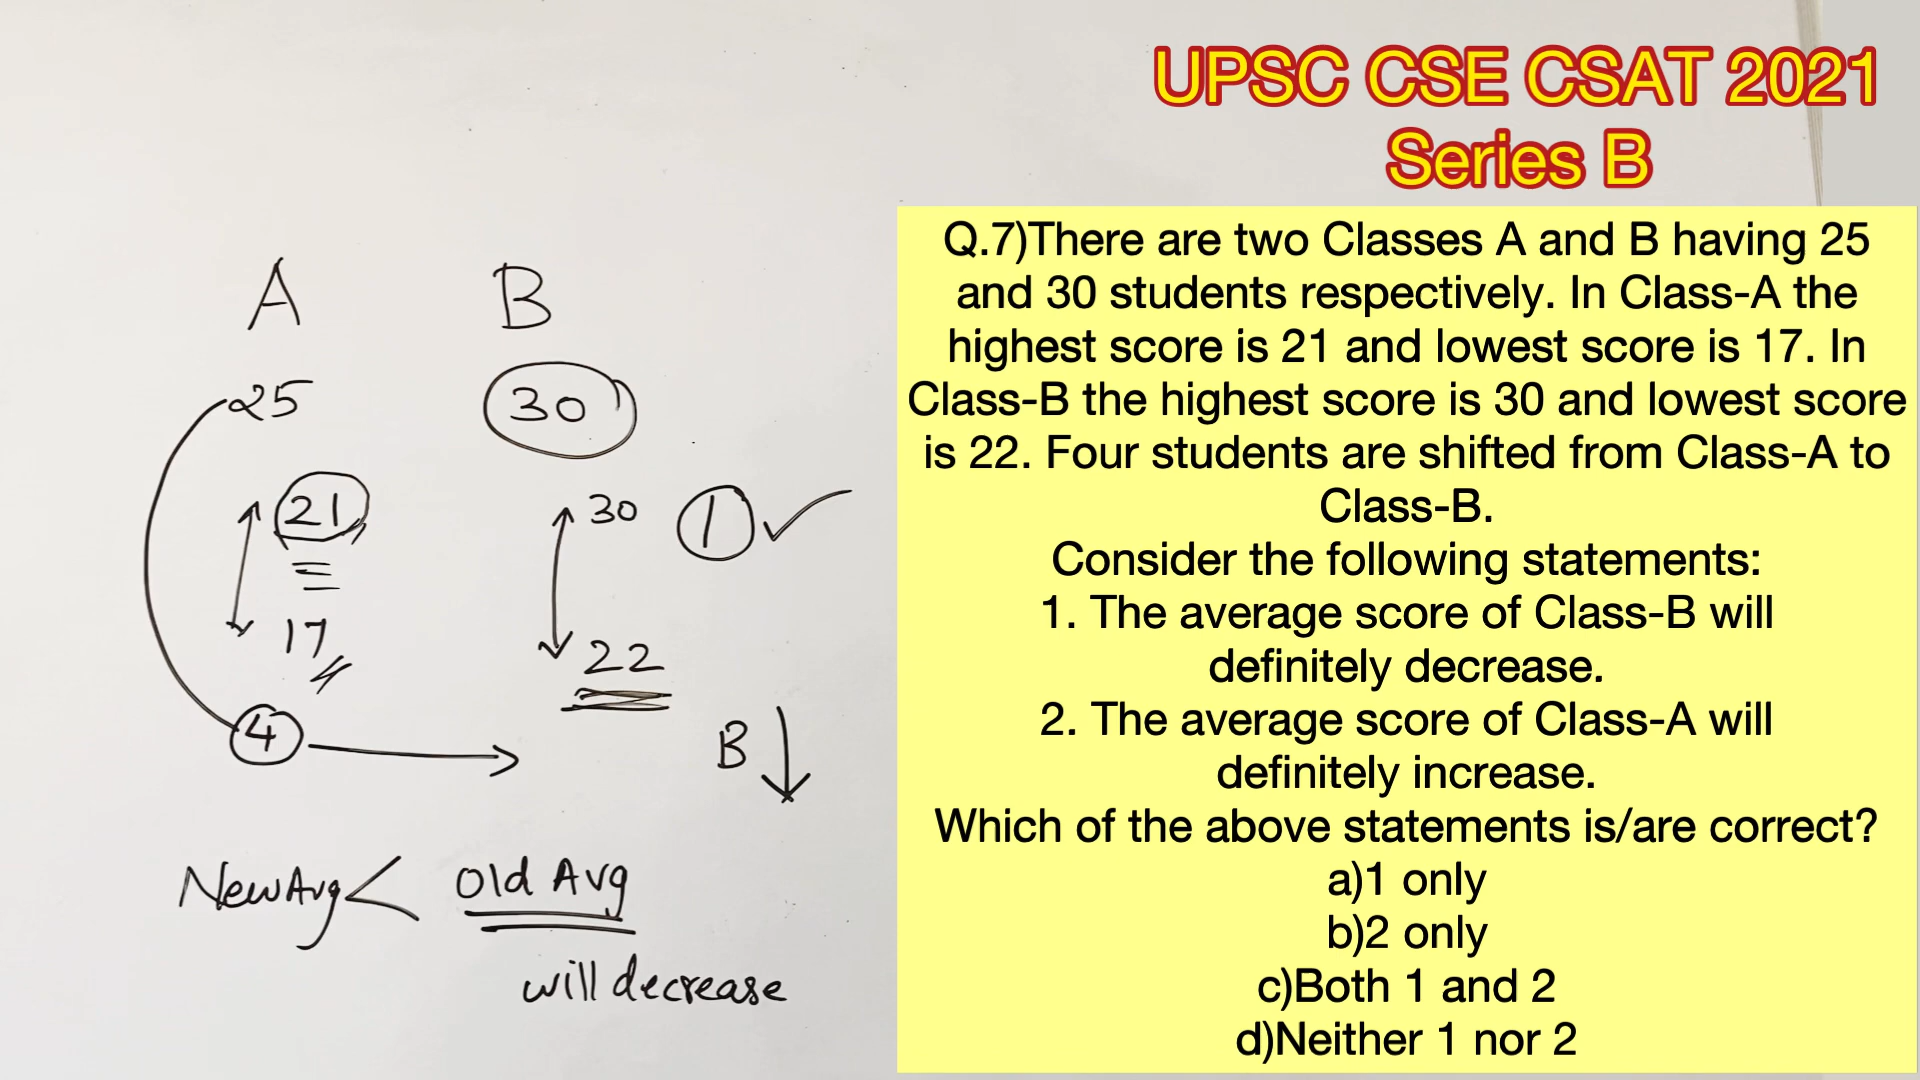 UPSC CSE CSAT 2021
Series B
Q.7)There are two Classes A and B having 25
and 30 students respectively. In Class-A the
highest score is 21 and lowest score is 17. In
Class-B the highest score is 30 and lowest score
is 22. Four students are shifted from Class-A to
Class-B.
Consider the following statements:
1. The average score of Class-B will
definitely decrease.
2. The average score of Class-A will
definitely increase.
Which of the above statements is/are correct?
a)1 only
b)2 only
c)Both 1 and 2
d)Neither 1 nor 2
A B
25 30
21 30 1
17 22
4 B
New Avg < Old Avg
will decrease